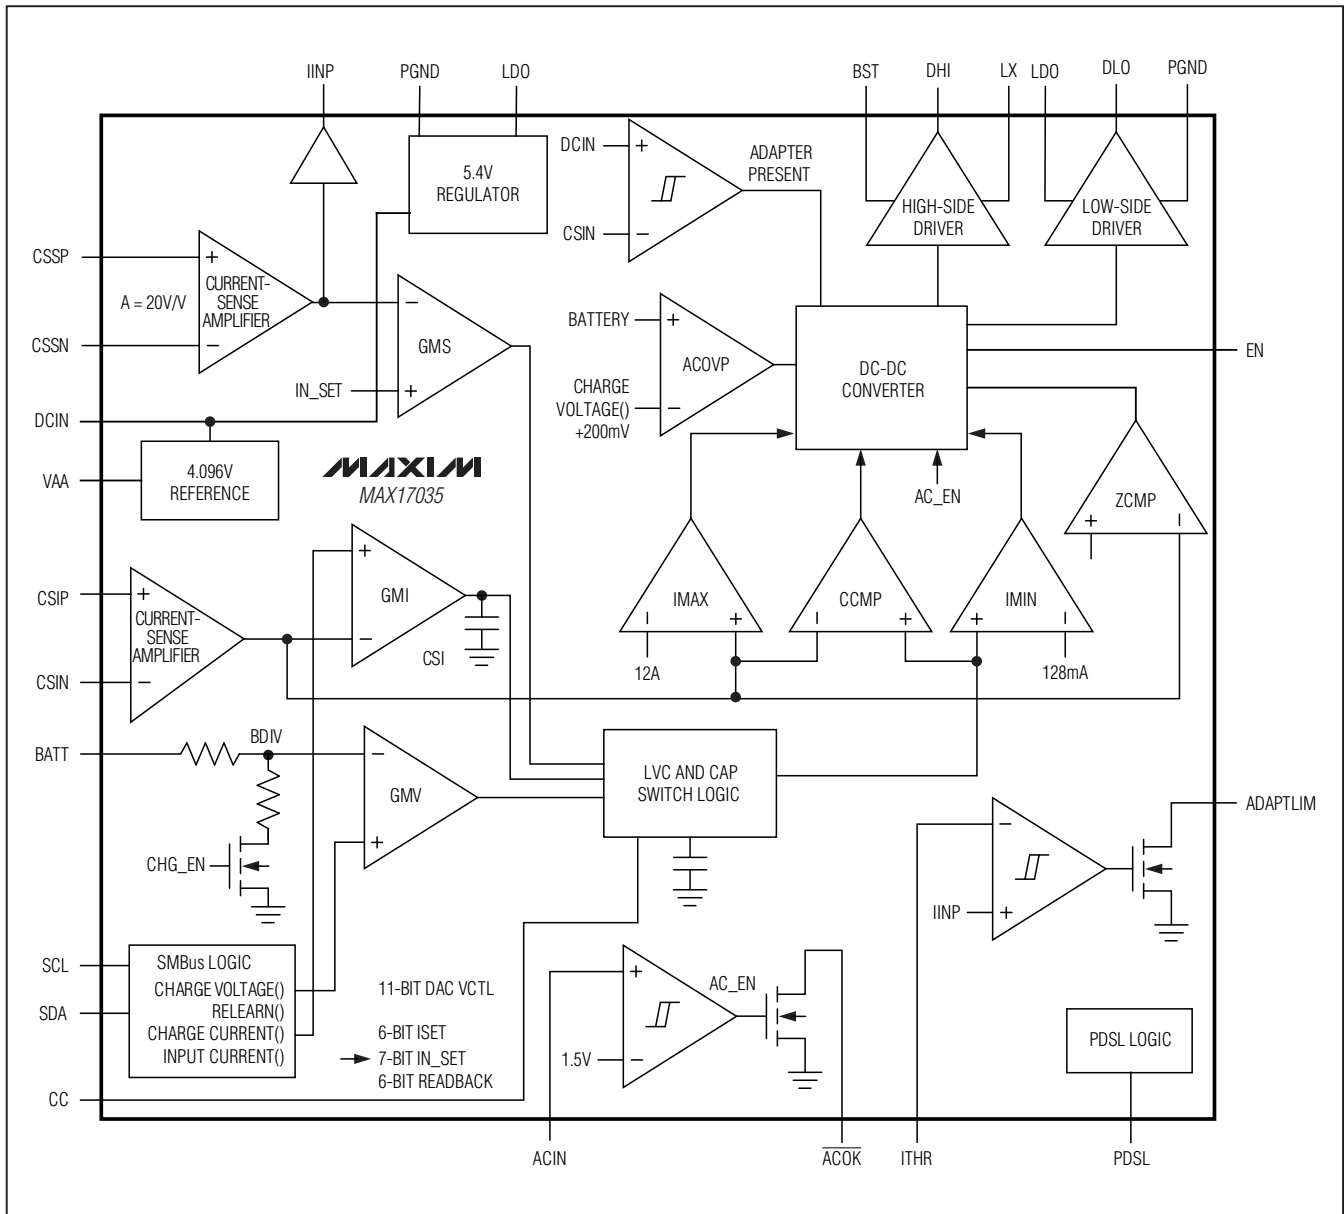 IINP
PGND
LDO
BST
DHI
LX
LDO
DLO
PGND
5.4V
REGULATOR
DCIN
+
CSIN
−
ADAPTER
PRESENT
HIGH-SIDE
DRIVER
LOW-SIDE
DRIVER
CSSP
+
A = 20V/V
CURRENT-
SENSE
AMPLIFIER
CSSN
−
−
GMS
IN_SET
+
BATTERY
+
ACOVP
CHARGE
VOLTAGE()
+200mV
−
DC-DC
CONVERTER
EN
DCIN
VAA
4.096V
REFERENCE
MAXIM
MAX17035
AC_EN
ZCMP
+
−
CSIP
+
CURRENT-
SENSE
AMPLIFIER
CSIN
−
+
GMI
−
CSI
IMAX
−
+
12A
CCMP
−
+
IMIN
+
−
128mA
BATT
BDIV
−
GMV
+
CHG_EN
LVC AND CAP
SWITCH LOGIC
ADAPTLIM
−
IINP
+
SCL
SDA
SMBus LOGIC
CHARGE VOLTAGE()
RELEARN()
CHARGE CURRENT()
INPUT CURRENT()
11-BIT DAC VCTL
6-BIT ISET
7-BIT IN_SET
6-BIT READBACK
+
1.5V
−
AC_EN
PDSL LOGIC
CC
ACIN
ACOK
ITHR
PDSL